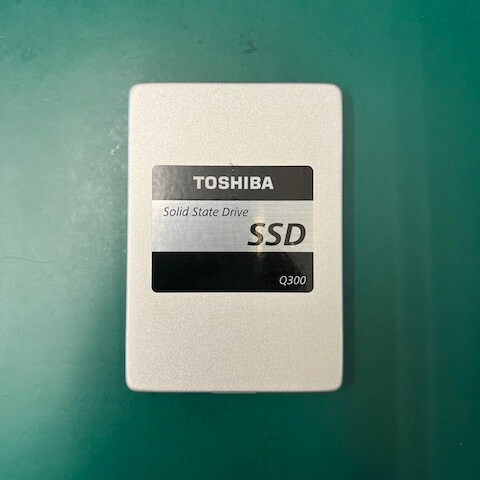 TOSHIBA
Solid State Drive
SSD
Q300